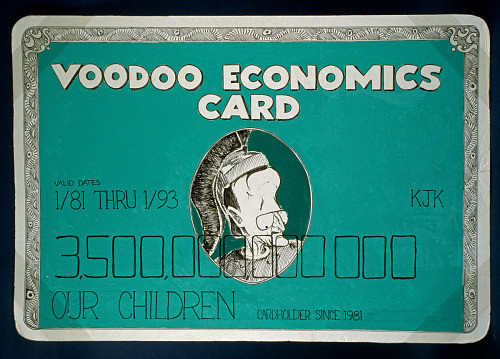 VOODOO ECONOMICS
CARD
VALID DATES
1/81 THRU 1/93
KJK
3,500,000,000,000
OUR CHILDREN
CARDHOLDER SINCE 1981